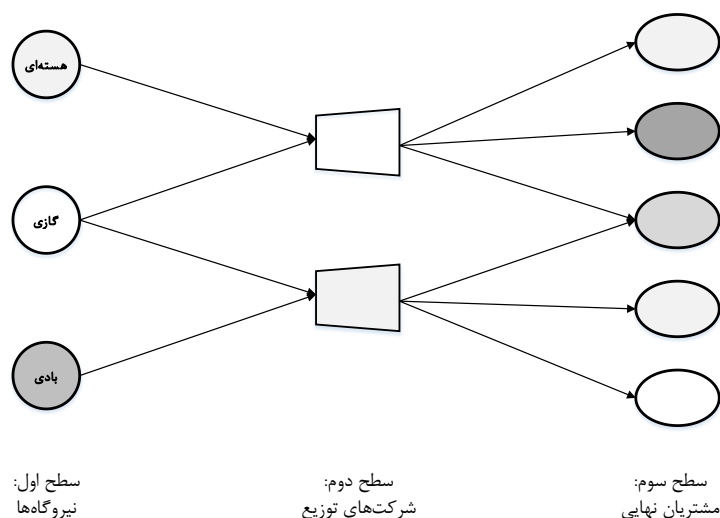 هسته‌ای
گازی
بادی
سطح اول:
نیروگاه‌ها
سطح دوم:
شرکت‌های توزیع
سطح سوم:
مشتریان نهایی